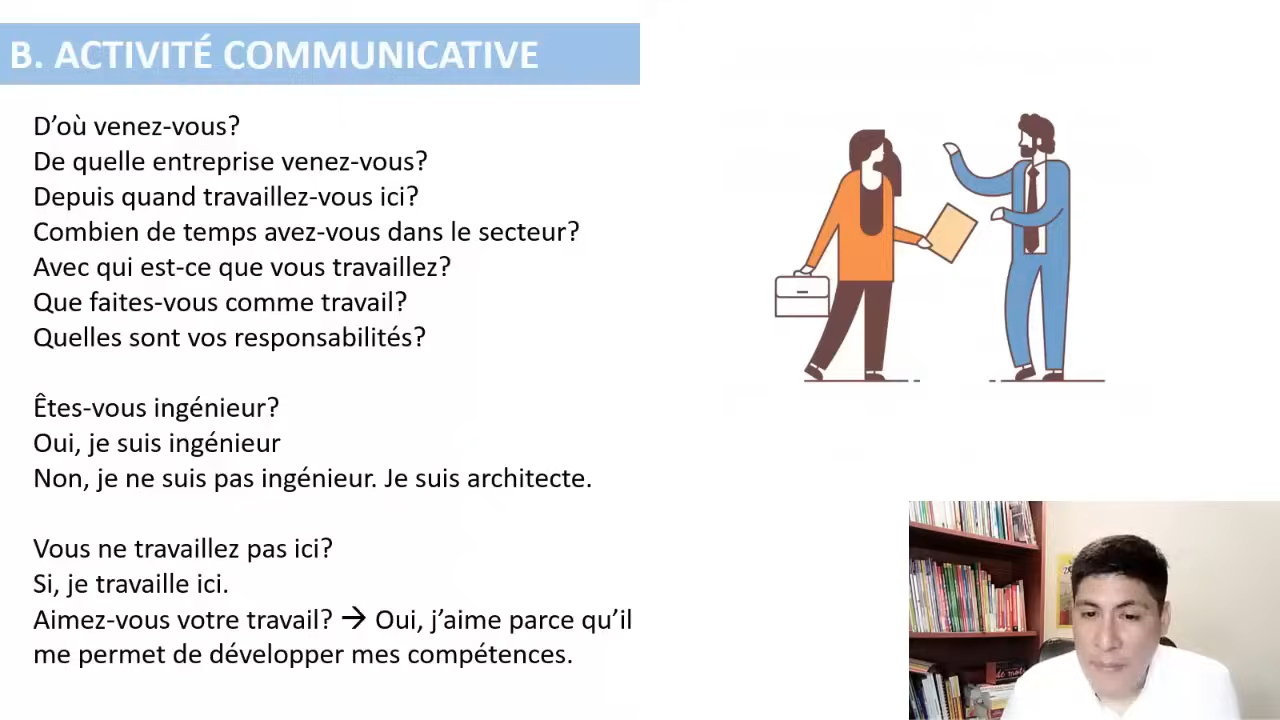 B. ACTIVITÉ COMMUNICATIVE
D’où venez-vous?
De quelle entreprise venez-vous?
Depuis quand travaillez-vous ici?
Combien de temps avez-vous dans le secteur?
Avec qui est-ce que vous travaillez?
Que faites-vous comme travail?
Quelles sont vos responsabilités?
Êtes-vous ingénieur?
Oui, je suis ingénieur
Non, je ne suis pas ingénieur. Je suis architecte.
Vous ne travaillez pas ici?
Si, je travaille ici.
Aimez-vous votre travail? → Oui, j’aime parce qu’il
me permet de développer mes compétences.